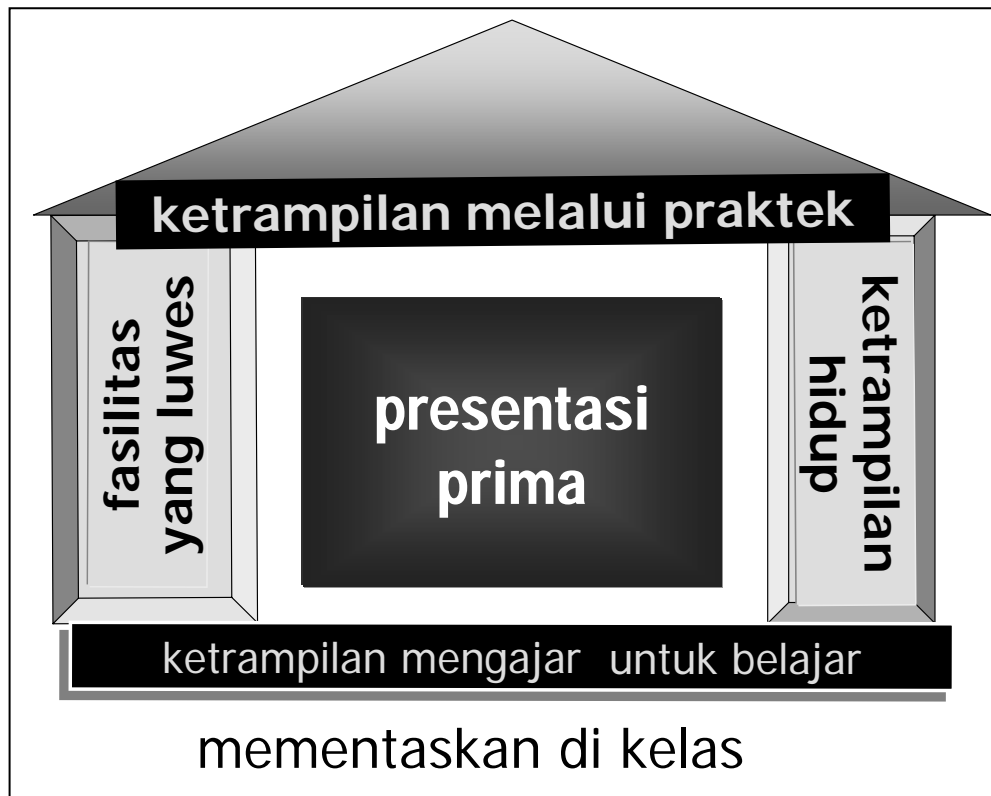 ketrampilan melalui praktek
fasilitas
yang luwes
presentasi
prima
ketrampilan
hidup
ketrampilan mengajar untuk belajar
mementaskan di kelas